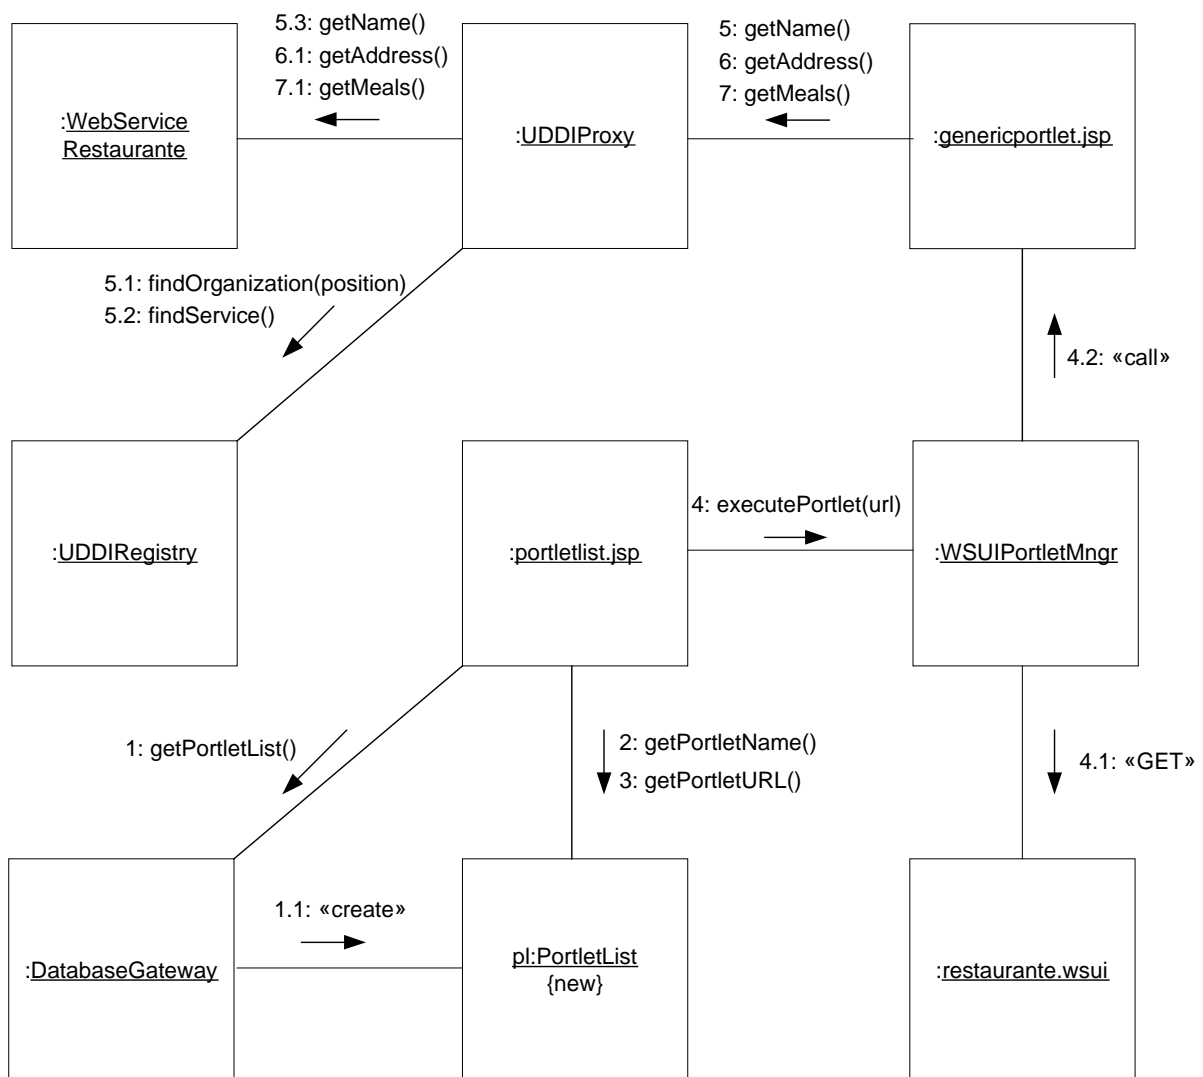 5.3: getName()
6.1: getAddress()
7.1: getMeals()
5: getName()
6: getAddress()
7: getMeals()
:WebService
Restaurante
:UDDIProxy
:genericportlet.jsp
5.1: findOrganization(position)
5.2: findService()
4.2: «call»
4: executePortlet(url)
:UDDIRegistry
:portletlist.jsp
:WSUIPortletMngr
1: getPortletList()
2: getPortletName()
3: getPortletURL()
4.1: «GET»
1.1: «create»
:DatabaseGateway
pl:PortletList
{new}
:restaurante.wsui